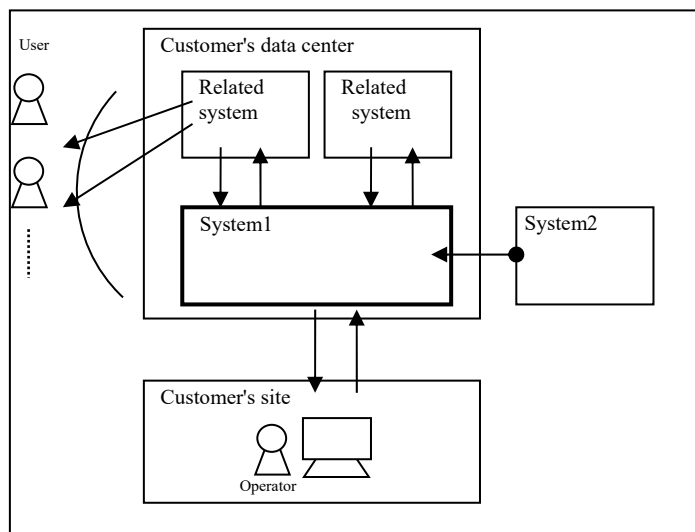 User
Customer's data center
Related
system
Related
system
System1
System2
Customer's site
Operator